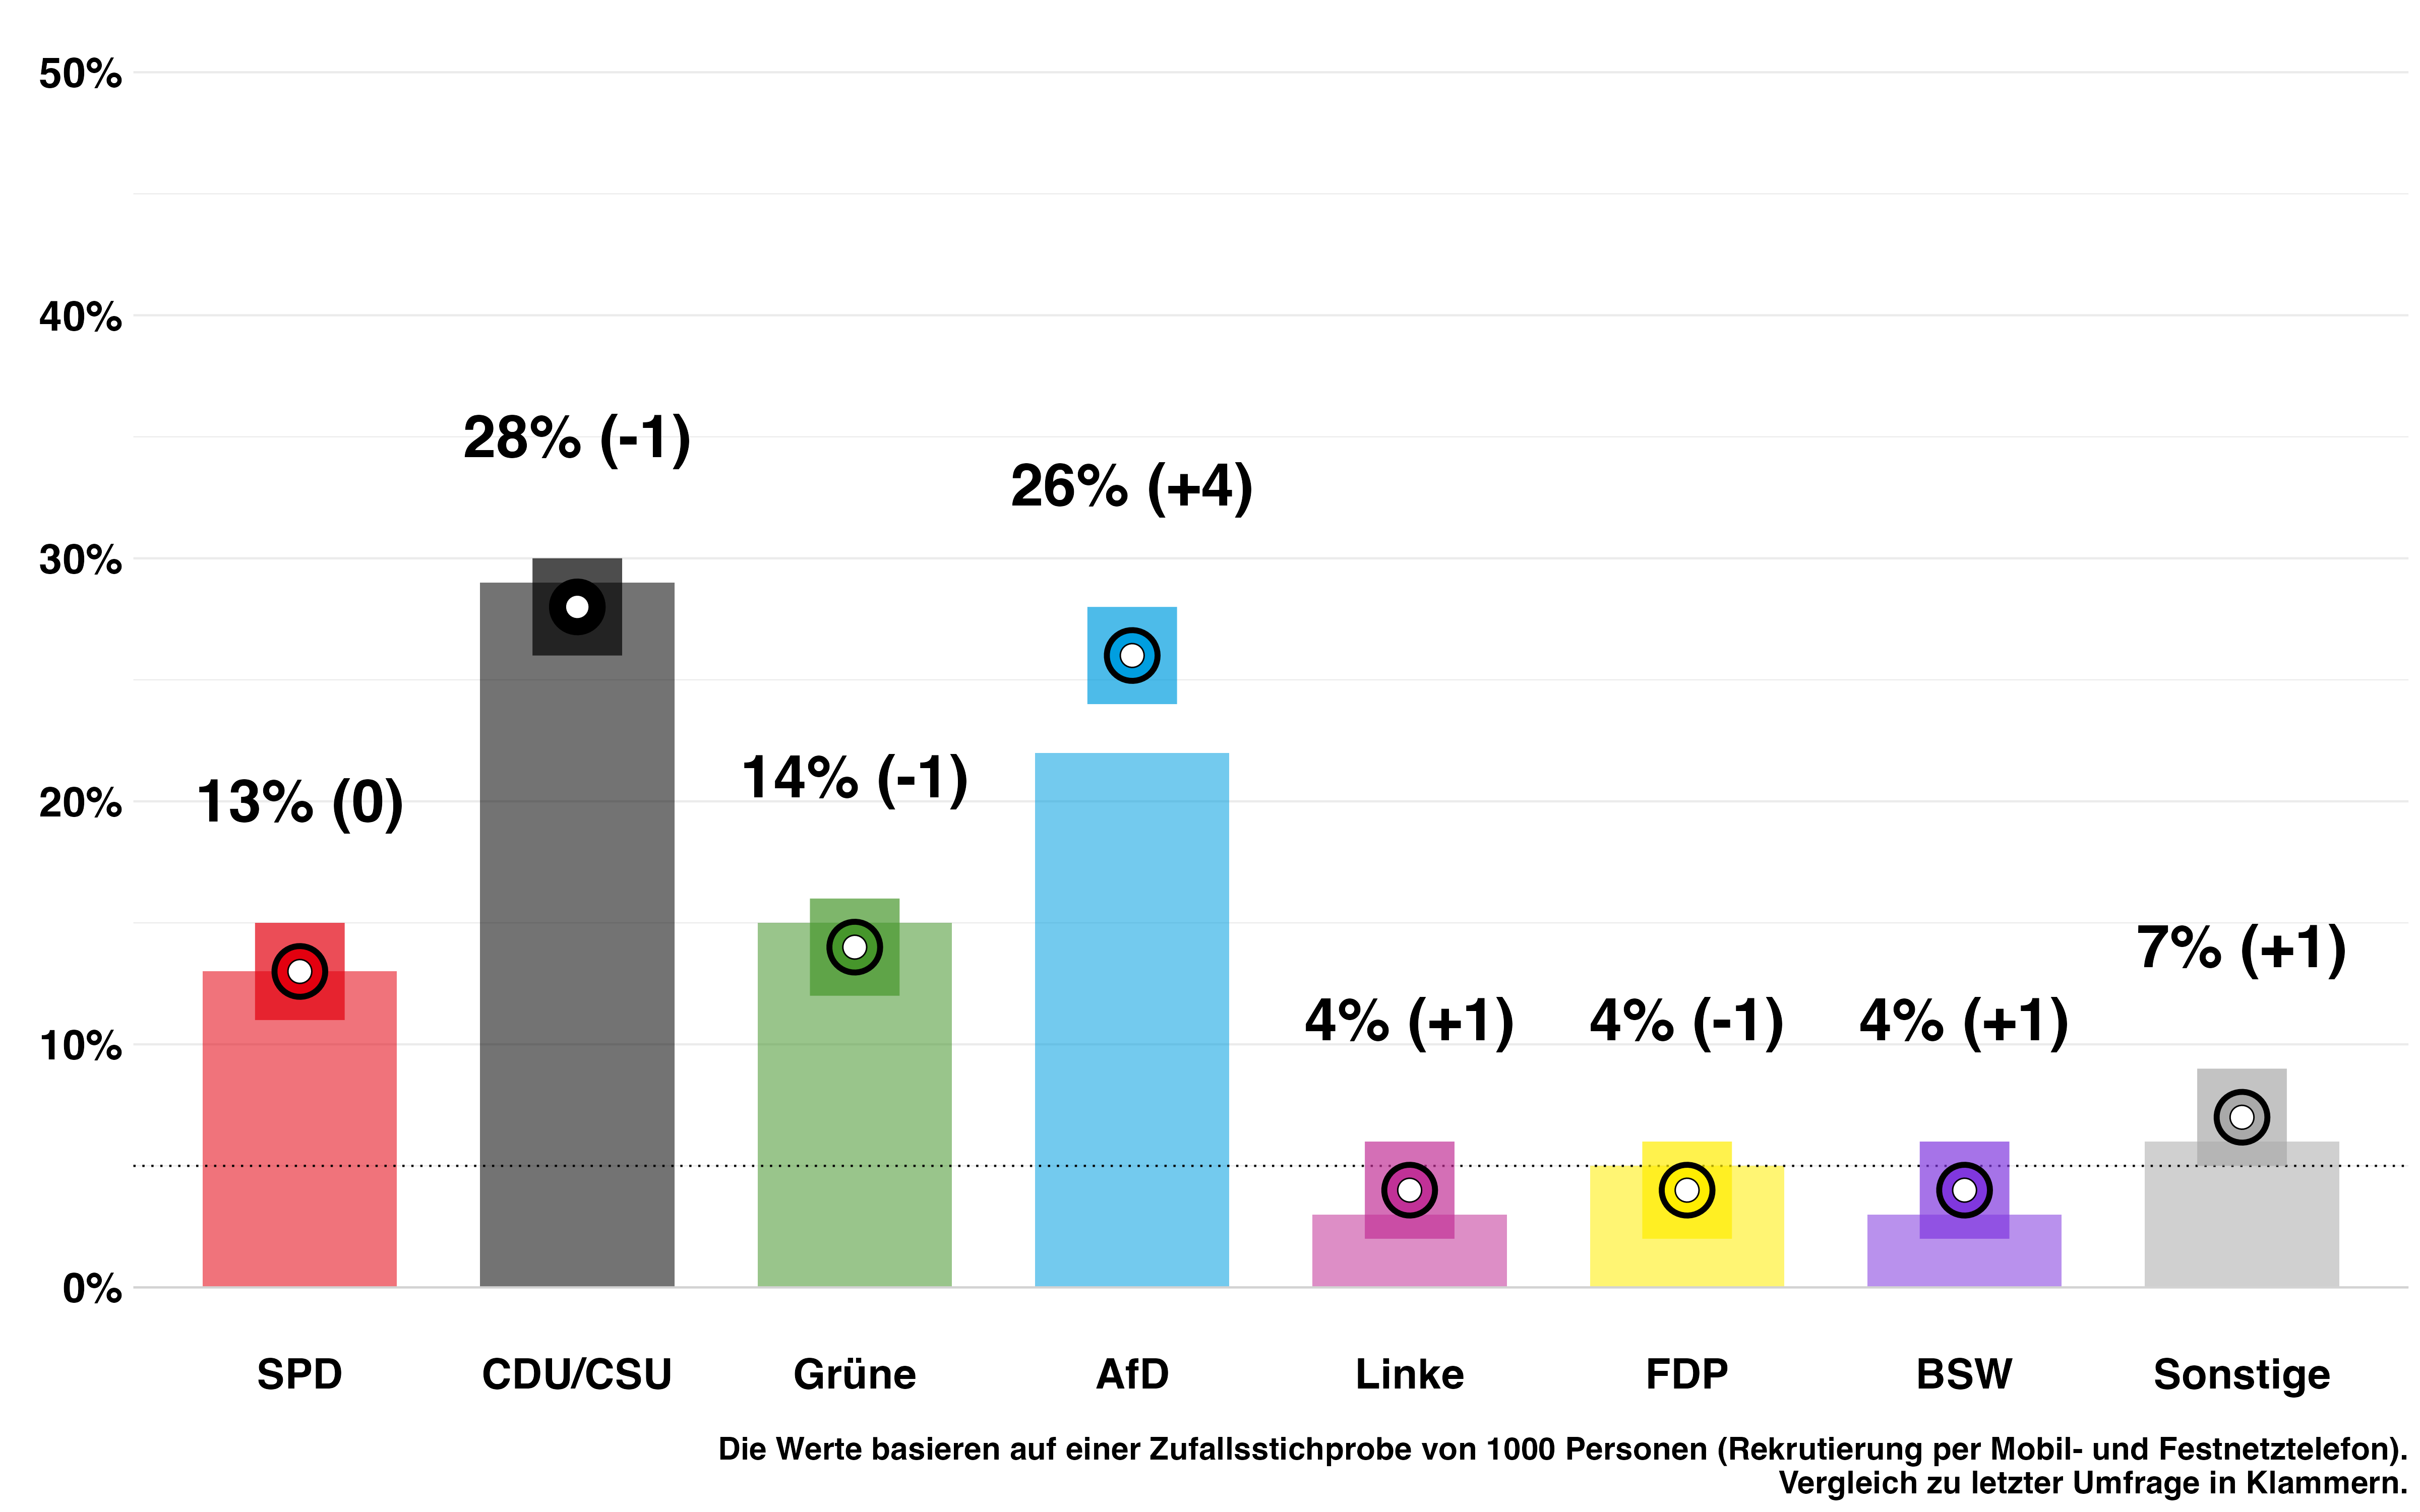 50%
40%
30%
20%
10%
0%
13% (0)
28% (-1)
14% (-1)
26% (+4)
4% (+1)
4% (-1)
4% (+1)
7% (+1)
SPD
CDU/CSU
Grüne
AfD
Linke
FDP
BSW
Sonstige
Die Werte basieren auf einer Zufallsstichprobe von 1000 Personen (Rekrutierung per Mobil- und Festnetztelefon).
Vergleich zu letzter Umfrage in Klammern.